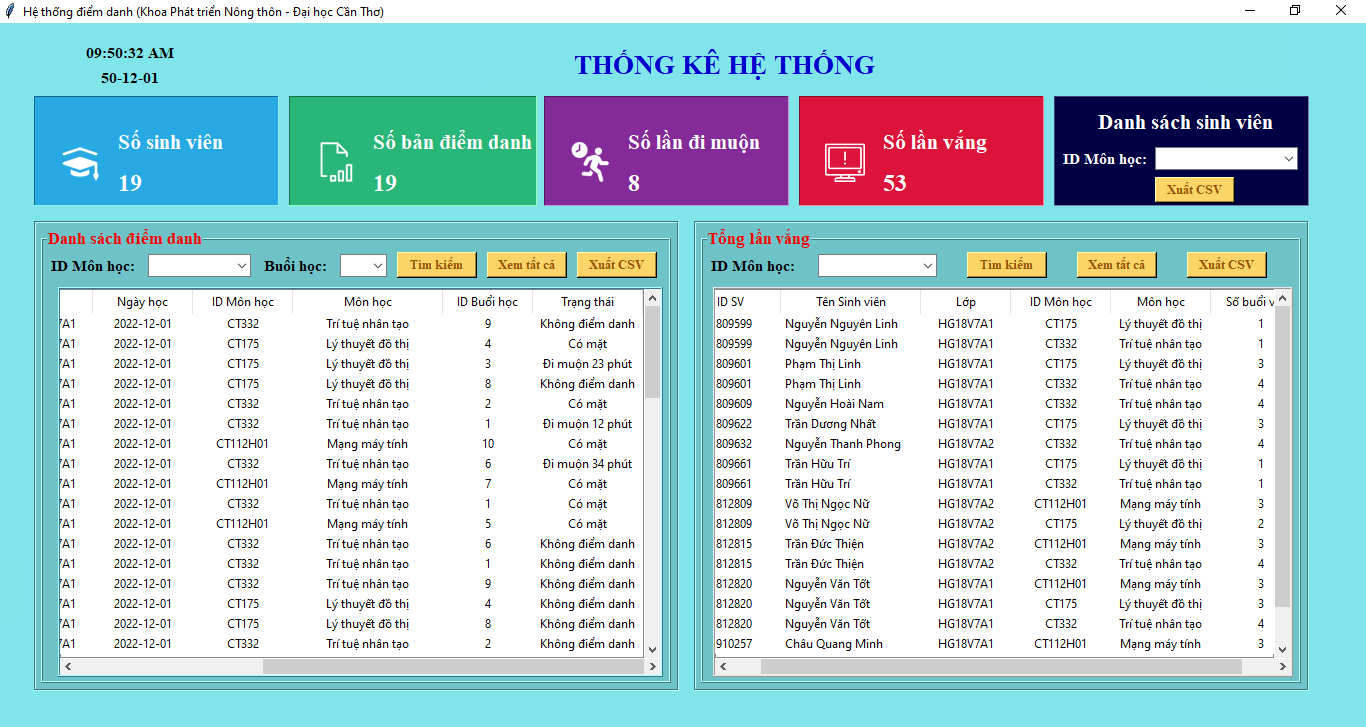 Hệ thống điểm danh (Khoa Phát triển Nông thôn - Đại học Cần Thơ)
09:50:32 AM
50-12-01
THỐNG KÊ HỆ THỐNG
Số sinh viên
19
Số bản điểm danh
19
Số lần đi muộn
8
Số lần vắng
53
Danh sách sinh viên
ID Môn học:
Xuất CSV
Danh sách điểm danh
ID Môn học: Buổi học: Tìm kiếm Xem tất cả Xuất CSV
Ngày học ID Môn học Môn học ID Buổi học Trạng thái
7A1 2022-12-01 CT332 Trí tuệ nhân tạo 9 Không điểm danh
7A1 2022-12-01 CT175 Lý thuyết đồ thị 4 Có mặt
7A1 2022-12-01 CT175 Lý thuyết đồ thị 3 Đi muộn 23 phút
7A1 2022-12-01 CT175 Lý thuyết đồ thị 8 Không điểm danh
7A1 2022-12-01 CT332 Trí tuệ nhân tạo 2 Có mặt
7A1 2022-12-01 CT332 Trí tuệ nhân tạo 1 Đi muộn 12 phút
7A1 2022-12-01 CT112H01 Mạng máy tính 10 Có mặt
7A1 2022-12-01 CT332 Trí tuệ nhân tạo 6 Đi muộn 34 phút
7A1 2022-12-01 CT112H01 Mạng máy tính 7 Có mặt
7A1 2022-12-01 CT332 Trí tuệ nhân tạo 1 Có mặt
7A1 2022-12-01 CT112H01 Mạng máy tính 5 Có mặt
7A1 2022-12-01 CT332 Trí tuệ nhân tạo 6 Không điểm danh
7A1 2022-12-01 CT332 Trí tuệ nhân tạo 1 Không điểm danh
7A1 2022-12-01 CT332 Trí tuệ nhân tạo 9 Không điểm danh
7A1 2022-12-01 CT175 Lý thuyết đồ thị 4 Không điểm danh
7A1 2022-12-01 CT175 Lý thuyết đồ thị 8 Không điểm danh
7A1 2022-12-01 CT332 Trí tuệ nhân tạo 2 Không điểm danh
Tổng lần vắng
ID Môn học: Tìm kiếm Xem tất cả Xuất CSV
ID SV Tên Sinh viên Lớp ID Môn học Môn học Số buổi v
809599 Nguyễn Nguyên Linh HG18V7A1 CT175 Lý thuyết đồ thị 1
809599 Nguyễn Nguyên Linh HG18V7A1 CT332 Trí tuệ nhân tạo 1
809601 Phạm Thị Linh HG18V7A1 CT175 Lý thuyết đồ thị 3
809601 Phạm Thị Linh HG18V7A1 CT332 Trí tuệ nhân tạo 4
809609 Nguyễn Hoài Nam HG18V7A1 CT332 Trí tuệ nhân tạo 4
809622 Trần Dương Nhất HG18V7A1 CT175 Lý thuyết đồ thị 3
809632 Nguyễn Thanh Phong HG18V7A2 CT332 Trí tuệ nhân tạo 4
809661 Trần Hữu Trí HG18V7A1 CT175 Lý thuyết đồ thị 1
809661 Trần Hữu Trí HG18V7A1 CT332 Trí tuệ nhân tạo 1
812809 Võ Thị Ngọc Nữ HG18V7A2 CT112H01 Mạng máy tính 3
812809 Võ Thị Ngọc Nữ HG18V7A2 CT175 Lý thuyết đồ thị 2
812815 Trần Đức Thiện HG18V7A2 CT112H01 Mạng máy tính 3
812815 Trần Đức Thiện HG18V7A2 CT332 Trí tuệ nhân tạo 4
812820 Nguyễn Văn Tốt HG18V7A1 CT112H01 Mạng máy tính 3
812820 Nguyễn Văn Tốt HG18V7A1 CT175 Lý thuyết đồ thị 3
812820 Nguyễn Văn Tốt HG18V7A1 CT332 Trí tuệ nhân tạo 4
910257 Châu Quang Minh HG18V7A1 CT112H01 Mạng máy tính 3